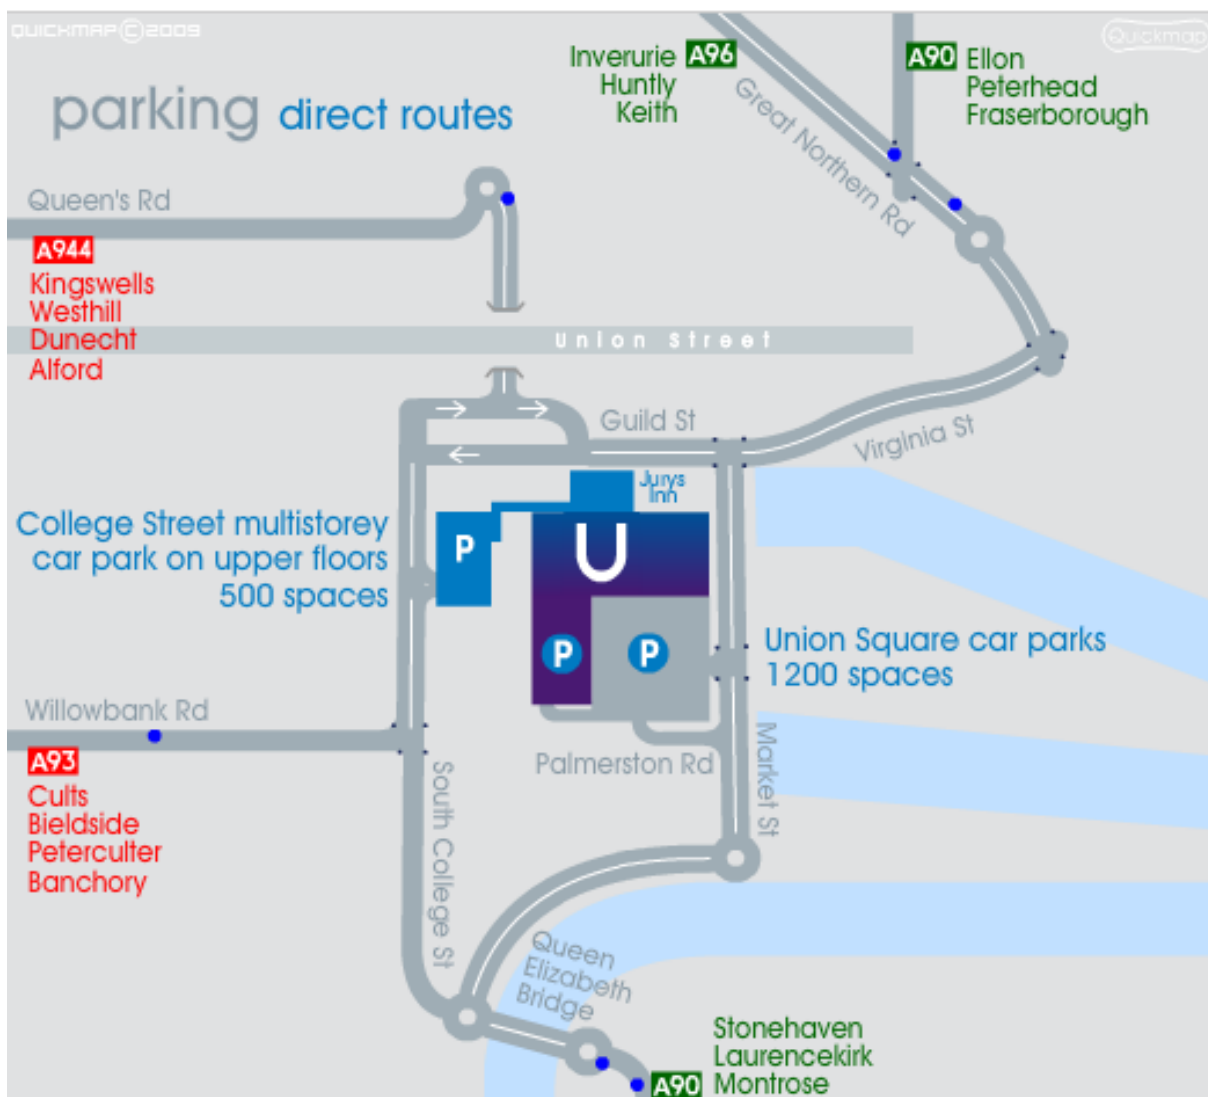 QUICKMAP©2009
Quickmap
parking direct routes
Inverurie A96
Huntly
Keith
A90 Ellon
Peterhead
Fraserborough
Great Northern Rd
Queen's Rd
A944
Kingswells
Westhill
Dunecht
Alford
Union Street
Guild St
Virginia St
Jurys
Inn
College Street multistorey
car park on upper floors
500 spaces
P
U
P
P
Union Square car parks
1200 spaces
Willowbank Rd
A93
Cults
Bieldside
Peterculter
Banchory
South College St
Palmerston Rd
Market St
Queen
Elizabeth
Bridge
Stonehaven
Laurencekirk
A90 Montrose